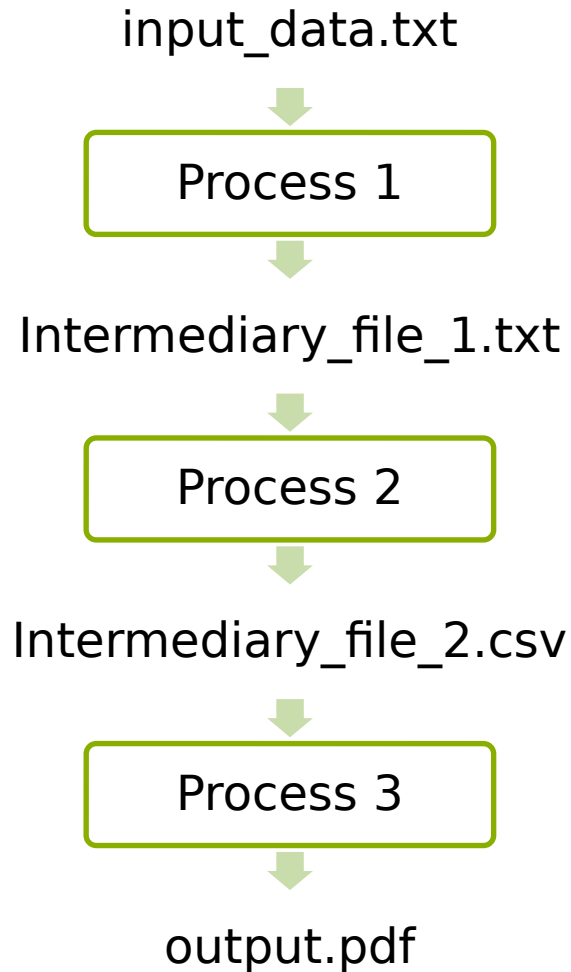 input_data.txt
Process 1
Intermediary_file_1.txt
Process 2
Intermediary_file_2.csv
Process 3
output.pdf